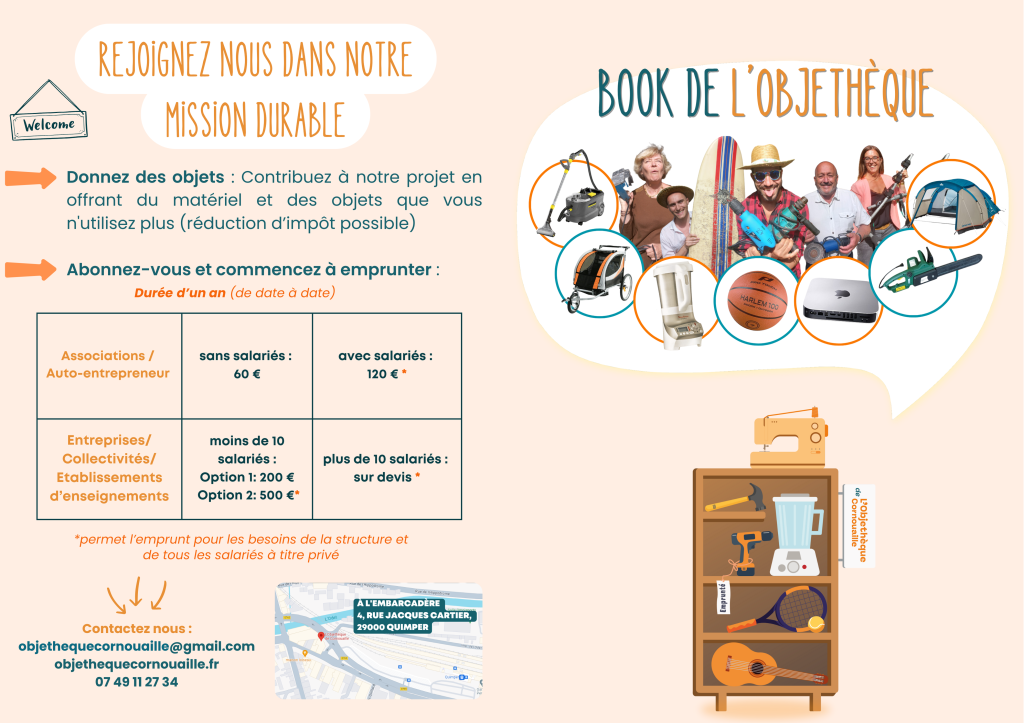 REJOIGNEZ NOUS DANS NOTRE
MISSION DURABLE
Welcome
Donnez des objets : Contribuez à notre projet en
offrant du matériel et des objets que vous
n'utilisez plus (réduction d'impôt possible)
Abonnez-vous et commencez à emprunter :
Durée d'un an (de date à date)
Associations /
Auto-entrepreneur
sans salariés :
60 €
avec salariés :
120 € *
Entreprises/
Collectivités/
Etablissements
d'enseignements
moins de 10
salariés :
Option 1: 200 €
Option 2: 500 €*
plus de 10 salariés :
sur devis *
*permet l'emprunt pour les besoins de la structure et
de tous les salariés à titre privé
Contactez nous :
objethequecornouaille@gmail.com
objethequecornouaille.fr
07 49 11 27 34
À L'EMBARCADÈRE
4, RUE JACQUES CARTIER,
29000 QUIMPER
BOOK DE L'OBJETHÈQUE
HARLEM 100
L'Objethèque
de
Cornouaille
Emprunté